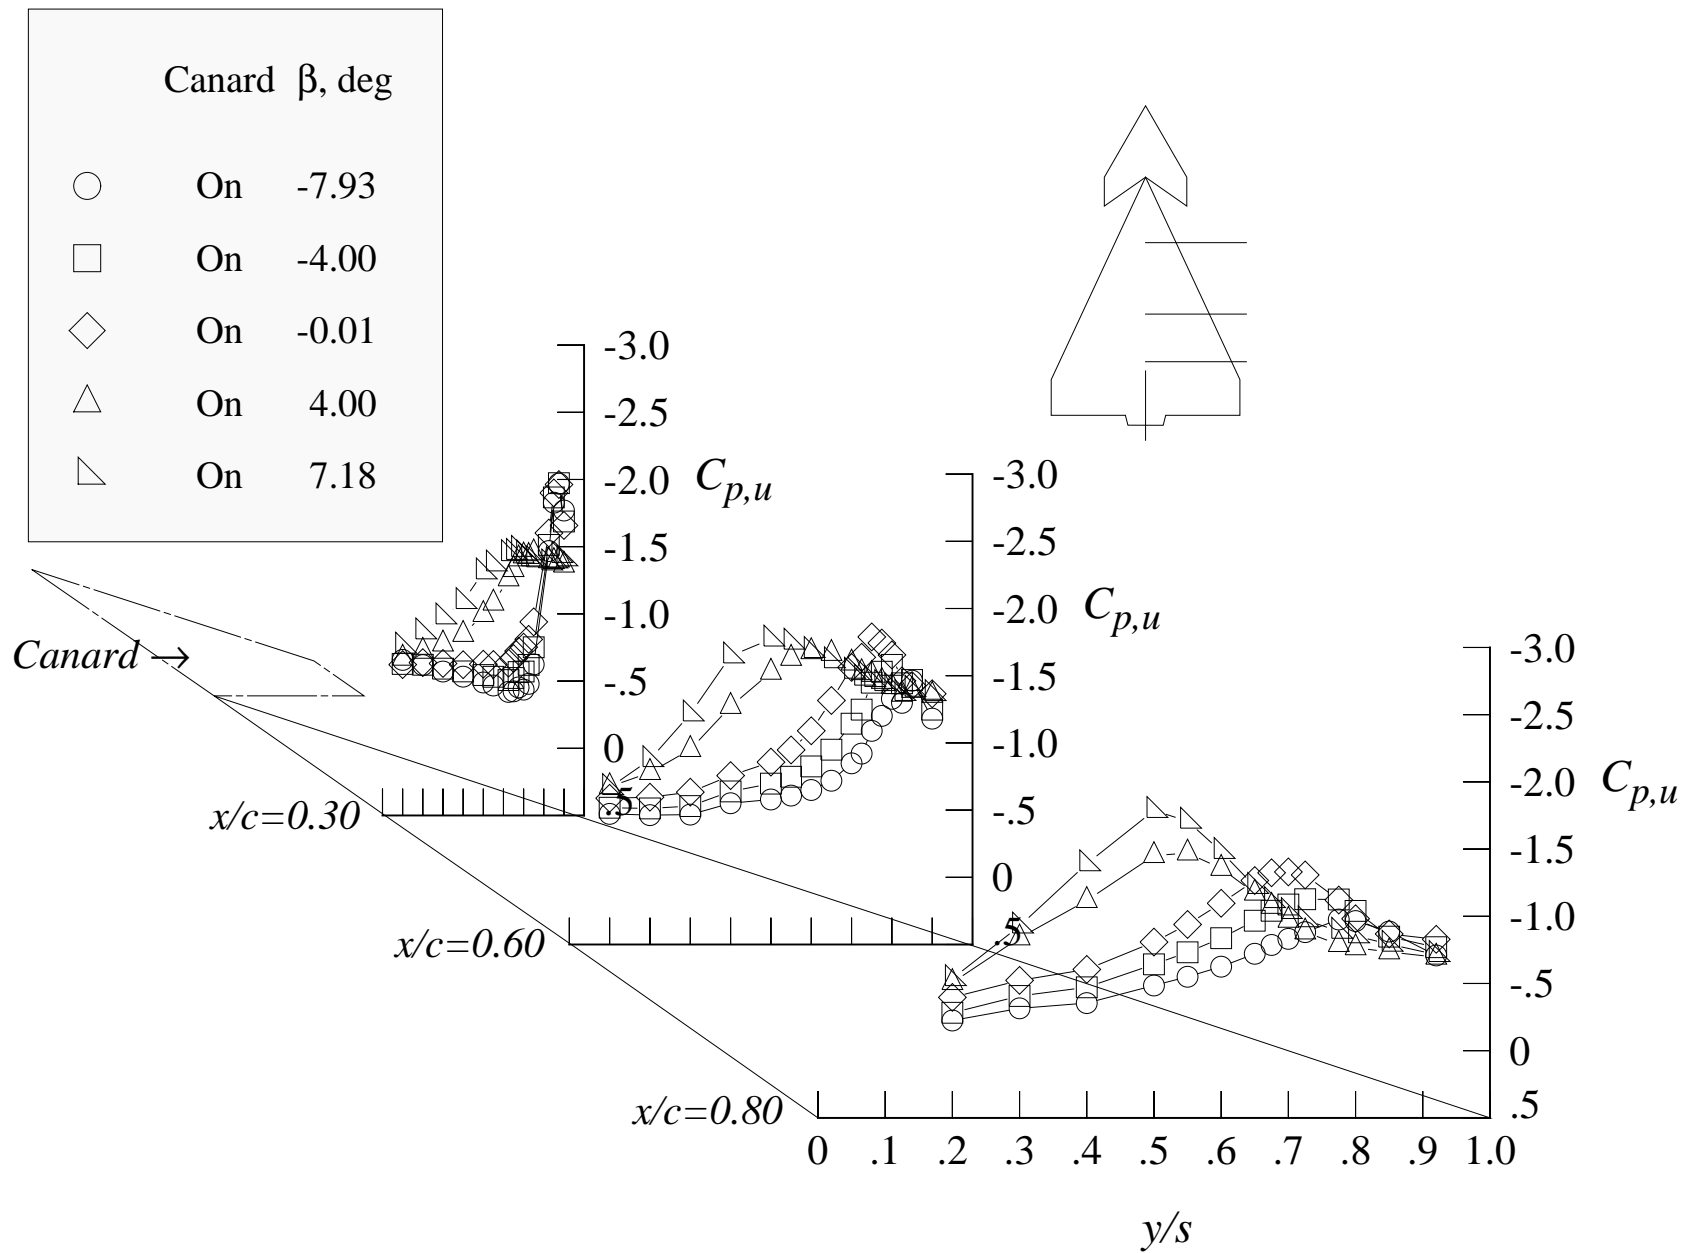 Canard β, deg
On -7.93
On -4.00
On -0.01
On 4.00
On 7.18
Canard →
-3.0
-2.5
-2.0
-1.5
-1.0
-.5
0
.5
C_{p,u}
x/c=0.30
-3.0
-2.5
-2.0
-1.5
-1.0
-.5
0
.5
C_{p,u}
x/c=0.60
-3.0
-2.5
-2.0
-1.5
-1.0
-.5
0
.5
C_{p,u}
x/c=0.80
0 .1 .2 .3 .4 .5 .6 .7 .8 .9 1.0
y/s